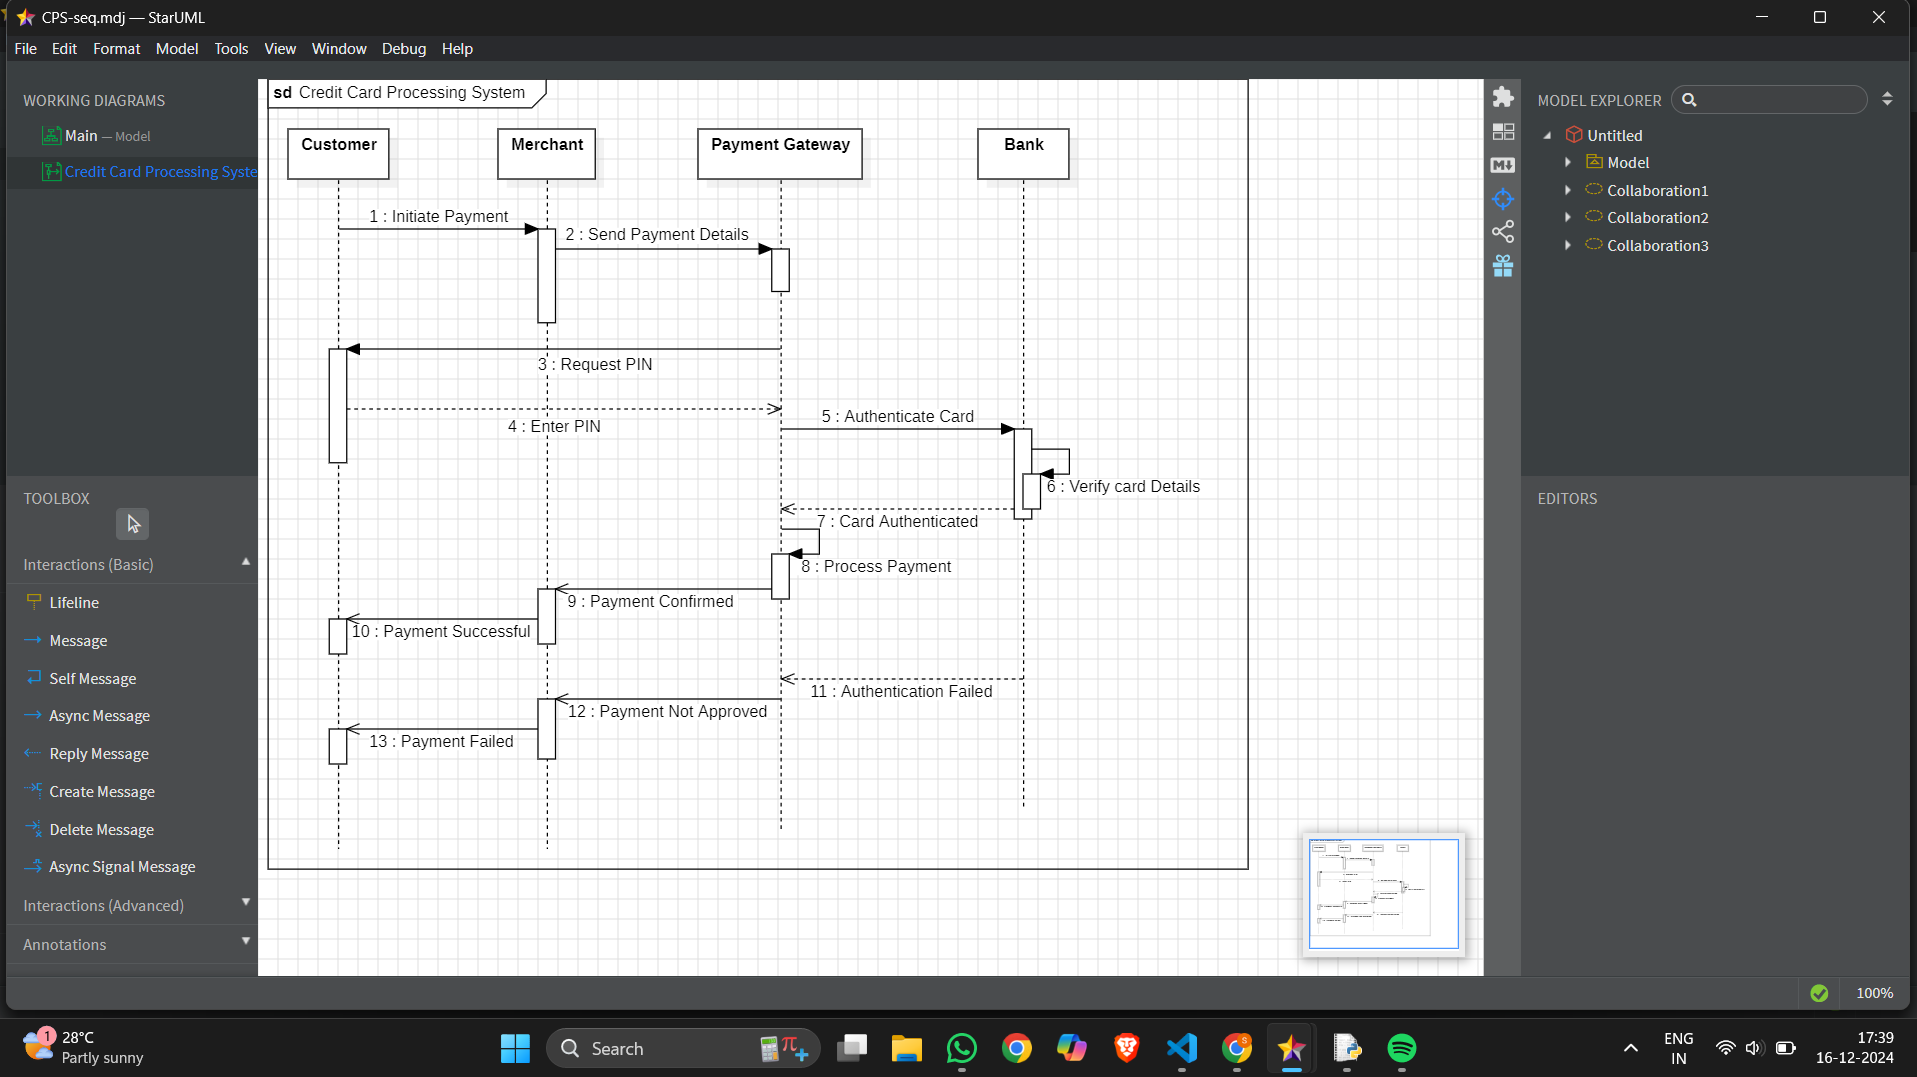 CPS-seq.mdj — StarUML
File Edit Format Model Tools View Window Debug Help
WORKING DIAGRAMS
Main — Model
Credit Card Processing Syste
TOOLBOX
Interactions (Basic)
Lifeline
Message
Self Message
Async Message
Reply Message
Create Message
Delete Message
Async Signal Message
Interactions (Advanced)
Annotations
sd Credit Card Processing System
Customer
Merchant
Payment Gateway
Bank
1 : Initiate Payment
2 : Send Payment Details
3 : Request PIN
4 : Enter PIN
5 : Authenticate Card
6 : Verify card Details
7 : Card Authenticated
8 : Process Payment
9 : Payment Confirmed
10 : Payment Successful
11 : Authentication Failed
12 : Payment Not Approved
13 : Payment Failed
MODEL EXPLORER
Untitled
Model
Collaboration1
Collaboration2
Collaboration3
EDITORS
100%
1
28°C
Partly sunny
Search
S
ENG
IN
17:39
16-12-2024